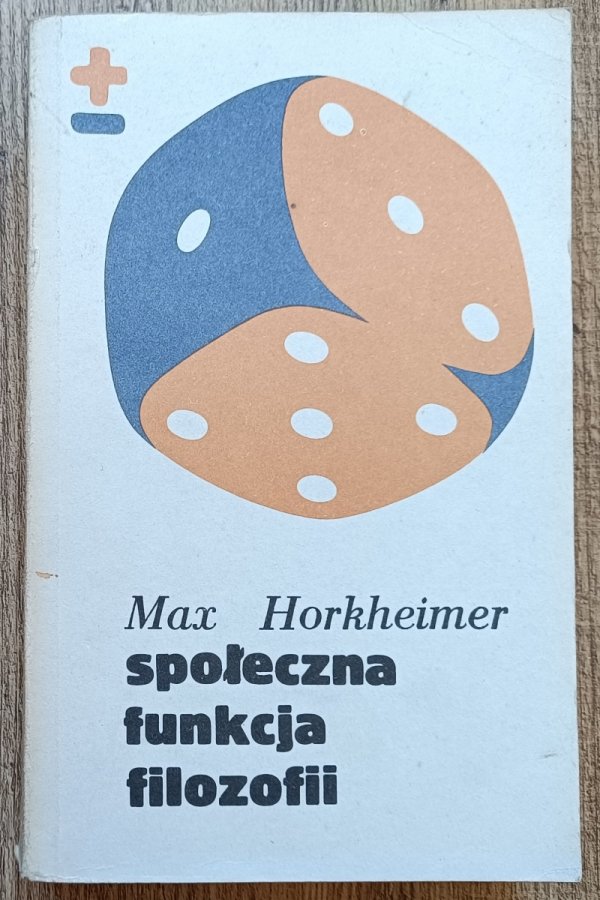 Max Horkheimer
społeczna
funkcja
filozofii